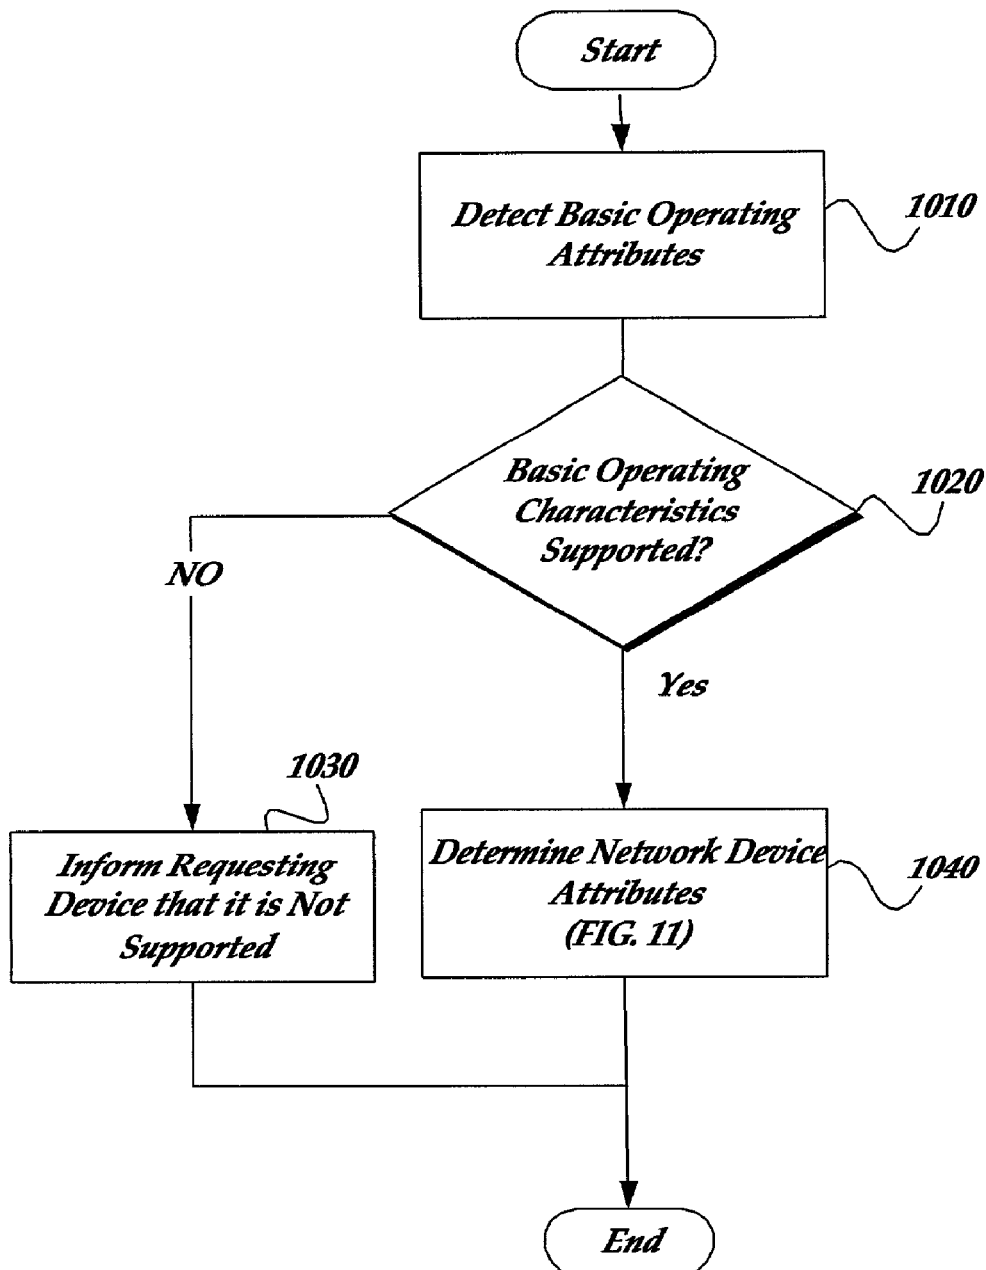 Start
Detect Basic Operating
Attributes
1010
Basic Operating
Characteristics
Supported?
1020
NO
Yes
1030
Inform Requesting
Device that it is Not
Supported
Determine Network Device
Attributes
(FIG. 11)
1040
End